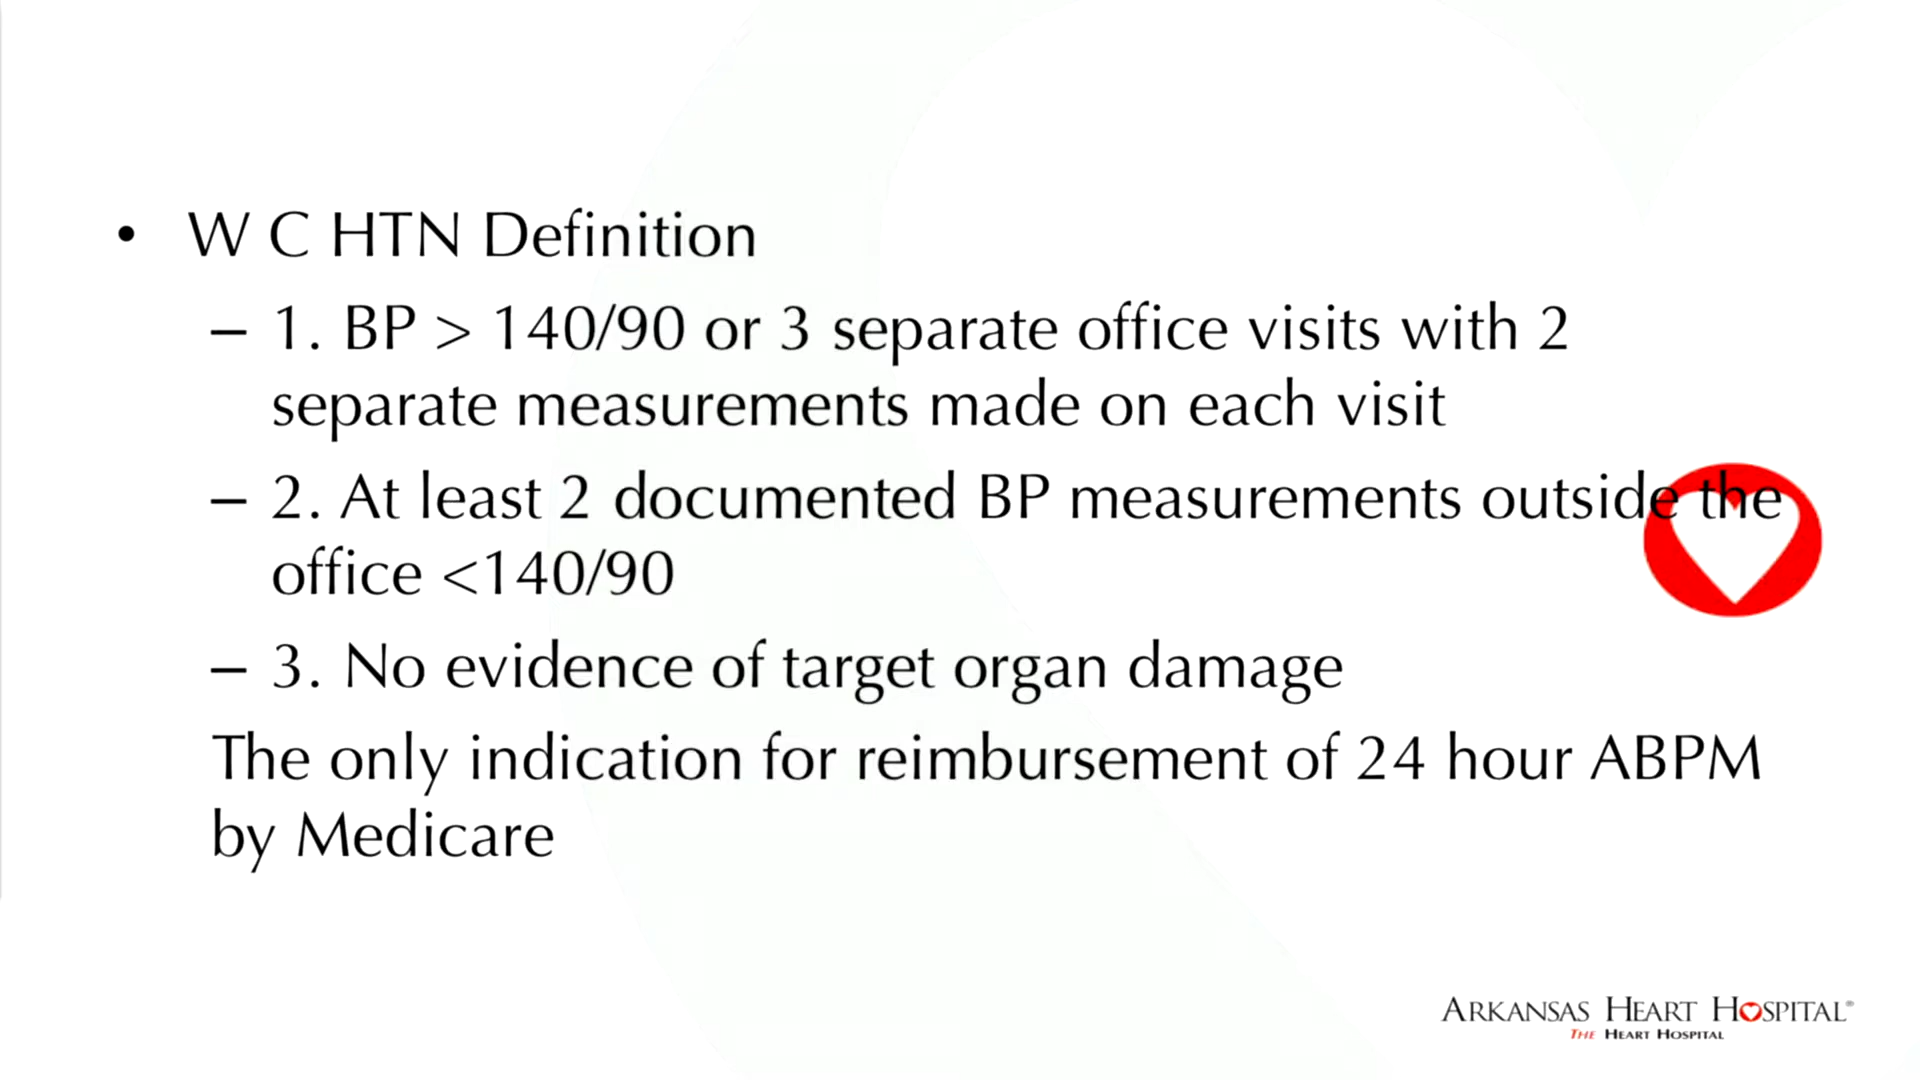 • W C HTN Definition
– 1. BP > 140/90 or 3 separate office visits with 2
separate measurements made on each visit
– 2. At least 2 documented BP measurements outside the
office <140/90
– 3. No evidence of target organ damage
The only indication for reimbursement of 24 hour ABPM
by Medicare
ARKANSAS HEART HOSPITAL®
THE HEART HOSPITAL